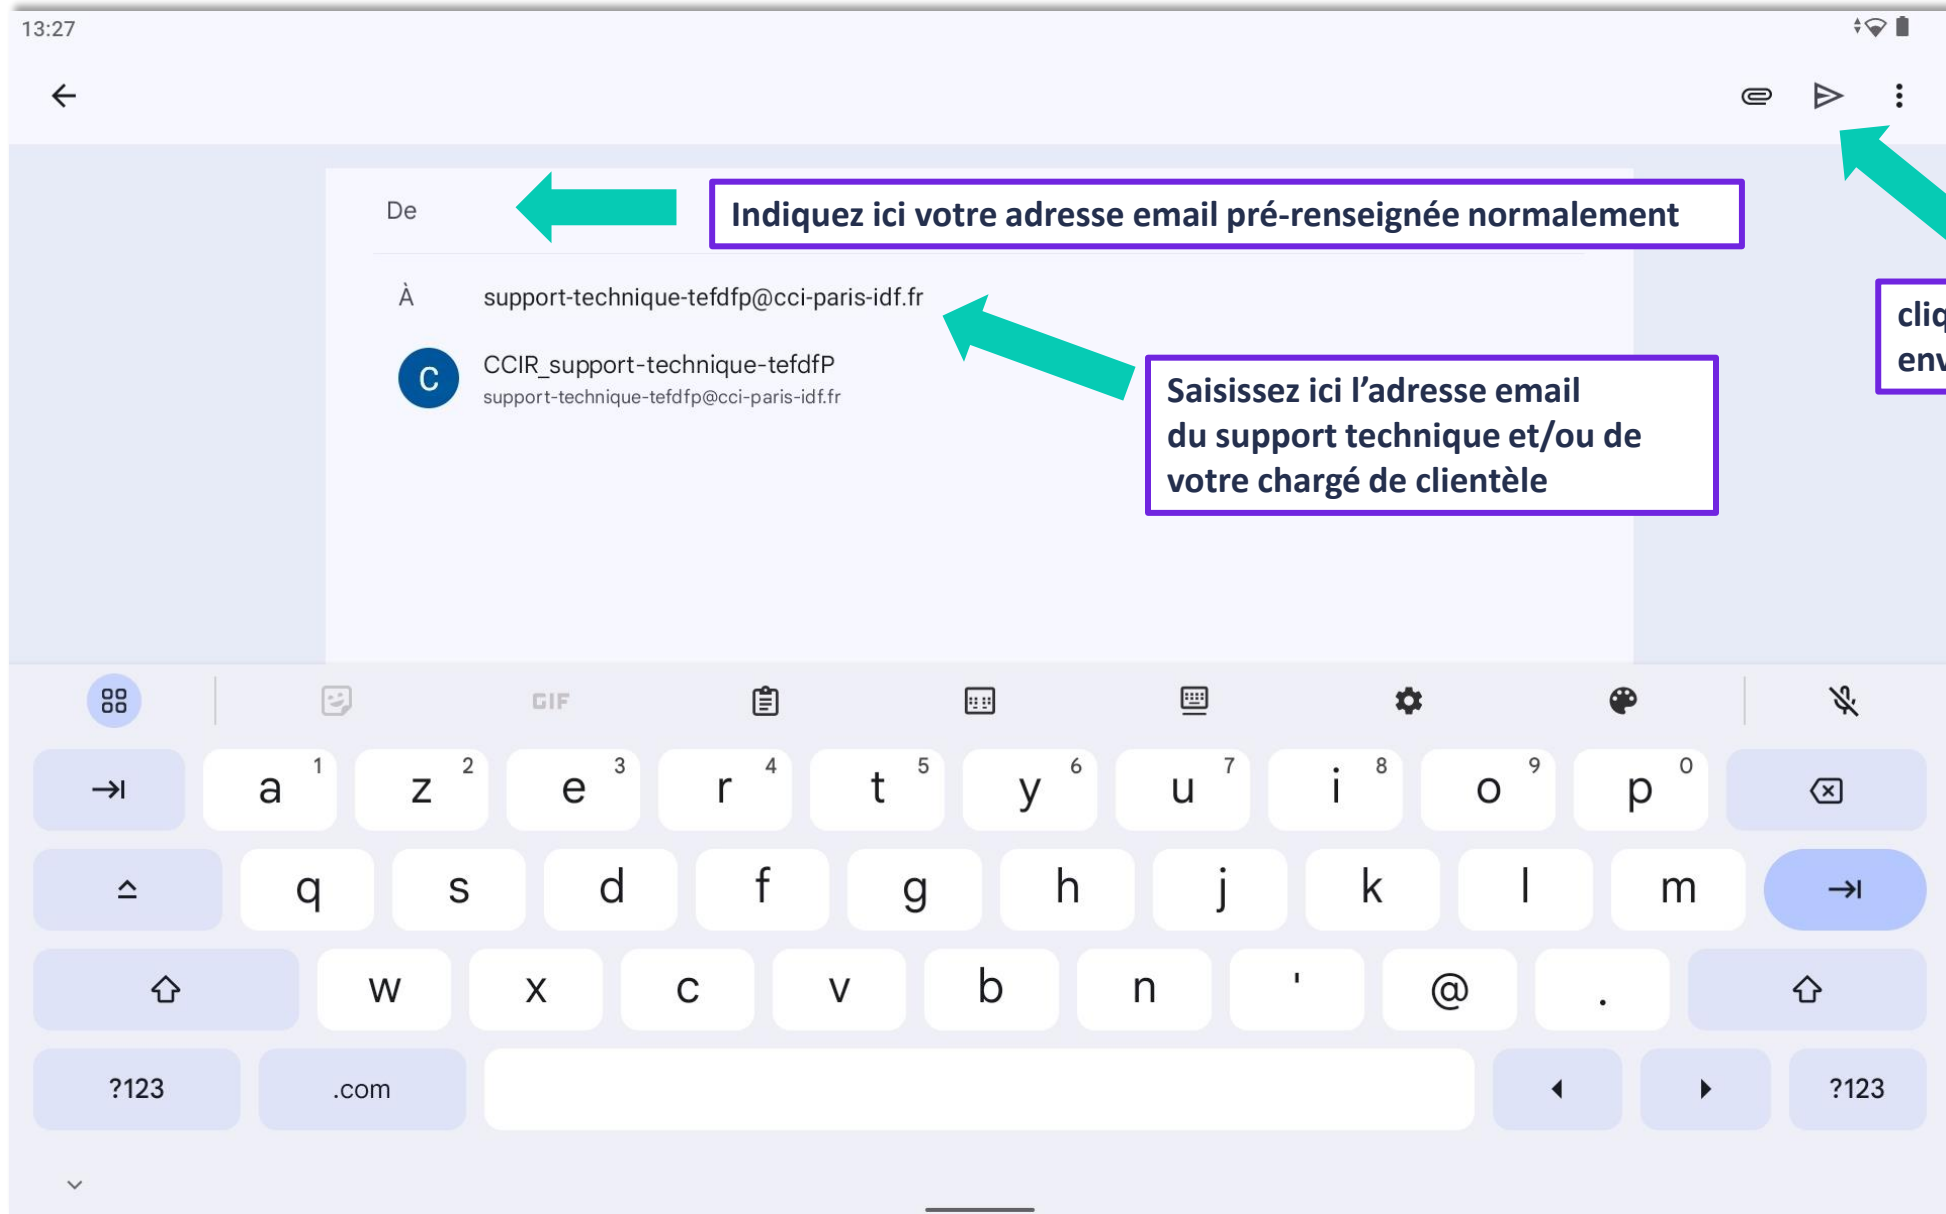 13:27
De
Indiquez ici votre adresse email pré-renseignée normalement
À support-technique-tefdfp@cci-paris-idf.fr
C
CCIR_support-technique-tefdfP
support-technique-tefdfp@cci-paris-idf.fr
Saisissez ici l’adresse email
du support technique et/ou de
votre chargé de clientèle
GIF
a 1 z 2 e 3 r 4 t 5 y 6 u 7 i 8 o 9 p 0
q s d f g h j k l m
w x c v b n ' @ .
?123 .com ?123